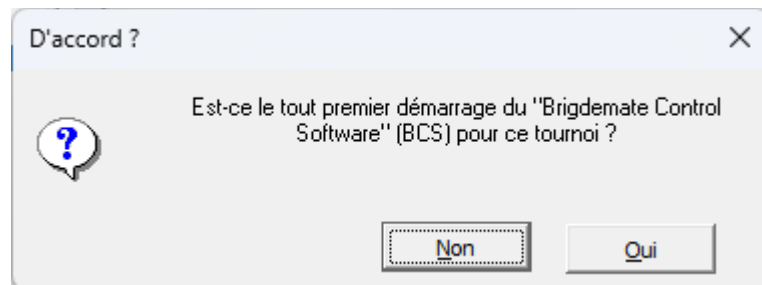 D'accord ?
Est-ce le tout premier démarrage du "Brigdemate Control
Software" (BCS) pour ce tournoi ?
Non
Oui